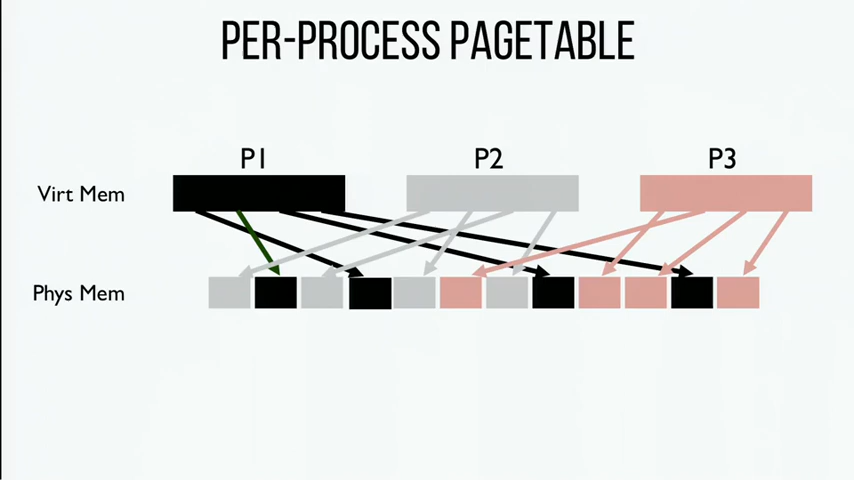 PER-PROCESS PAGETABLE
P1 P2 P3
Virt Mem
Phys Mem